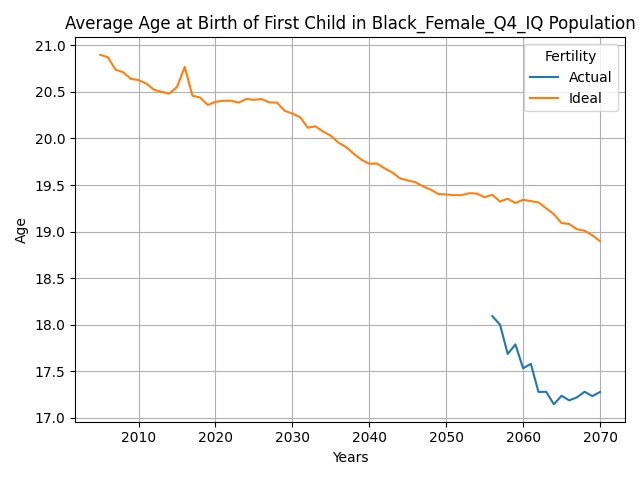 Average Age at Birth of First Child in Black_Female_Q4_IQ Population
21.0
20.5
20.0
19.5
19.0
18.5
18.0
17.5
17.0
Age
Fertility
Actual
Ideal
2010 2020 2030 2040 2050 2060 2070
Years